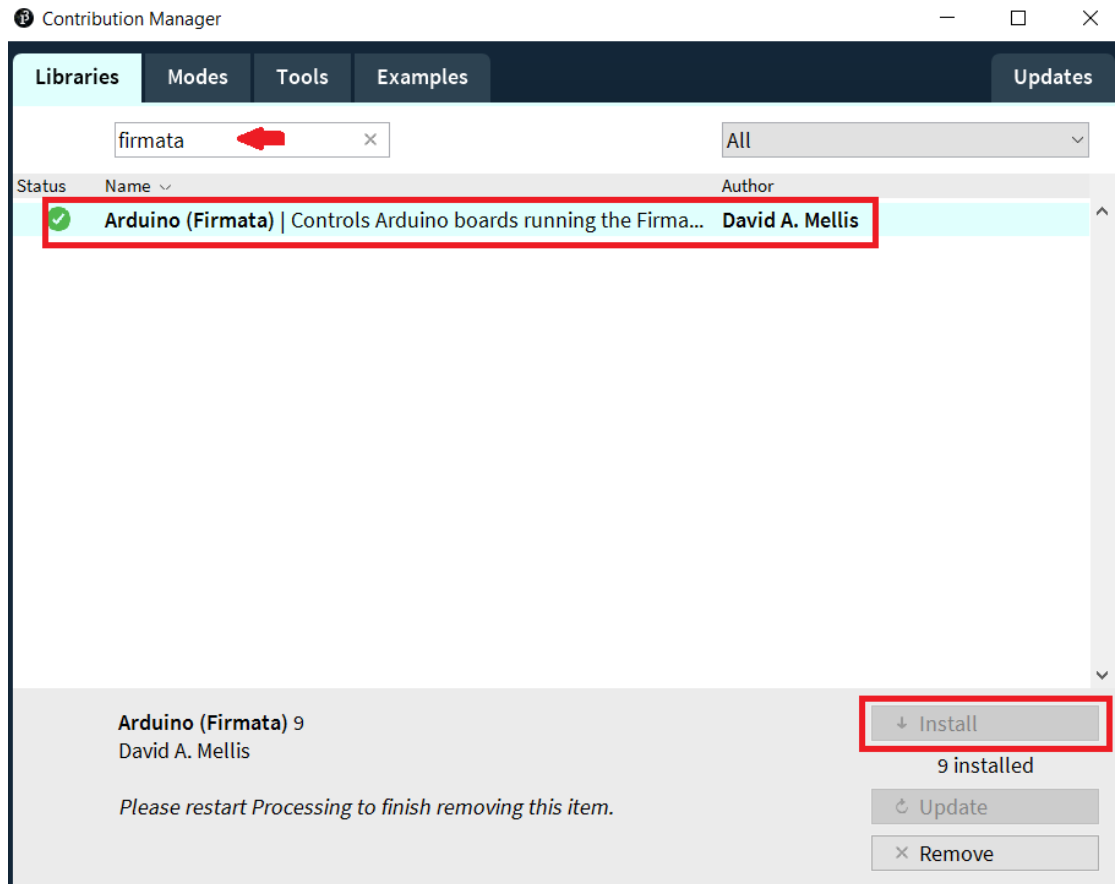 Contribution Manager
Libraries Modes Tools Examples Updates
firmata All
Status Name Author
Arduino (Firmata) | Controls Arduino boards running the Firma... David A. Mellis
Arduino (Firmata) 9
Install
David A. Mellis
9 installed
Please restart Processing to finish removing this item.
Update
Remove